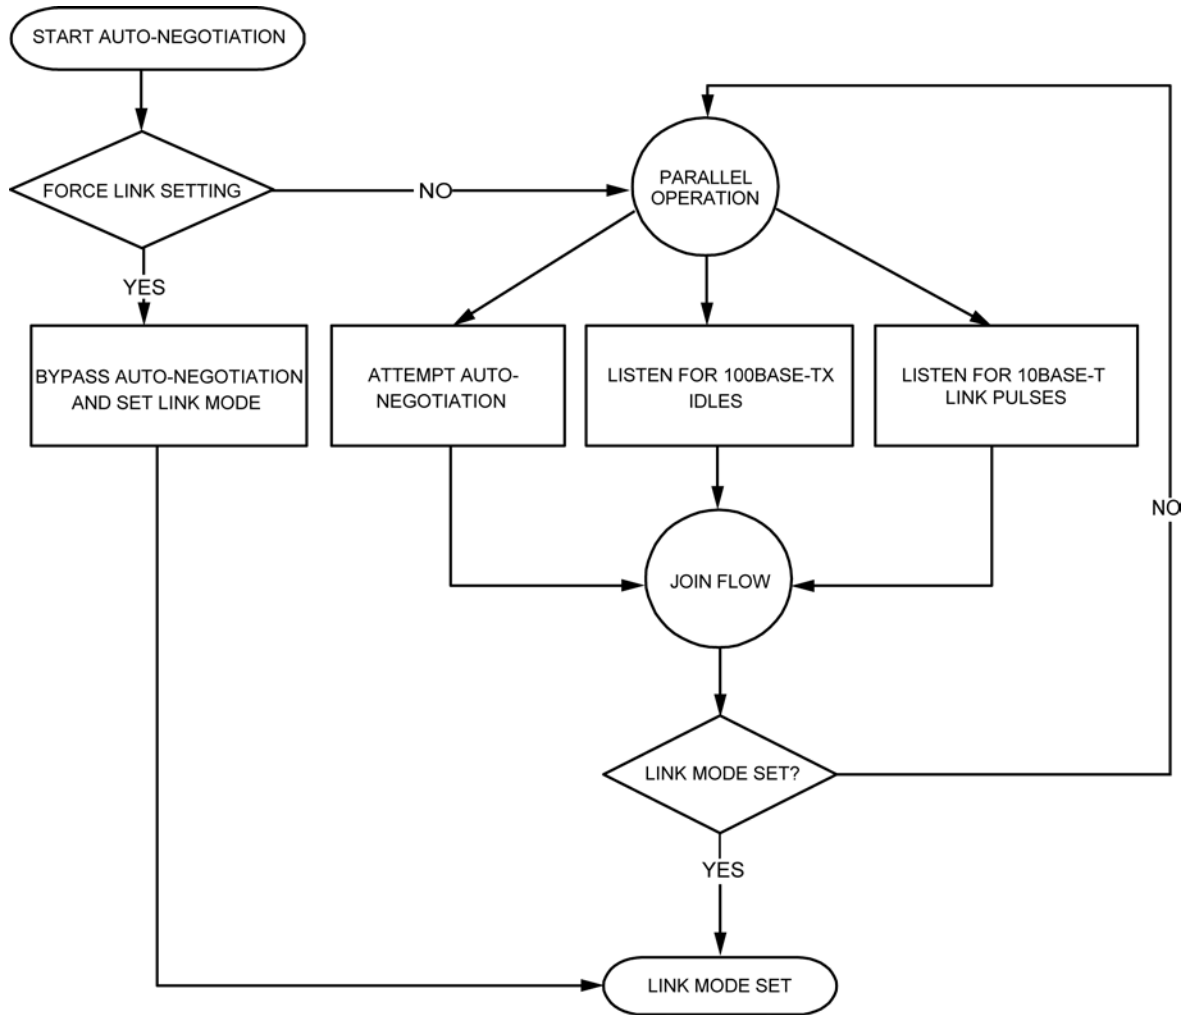 START AUTO-NEGOTIATION
FORCE LINK SETTING
NO
PARALLEL
OPERATION
YES
BYPASS AUTO-NEGOTIATION
AND SET LINK MODE
ATTEMPT AUTO-
NEGOTIATION
LISTEN FOR 100BASE-TX
IDLES
LISTEN FOR 10BASE-T
LINK PULSES
NO
JOIN FLOW
LINK MODE SET?
YES
LINK MODE SET